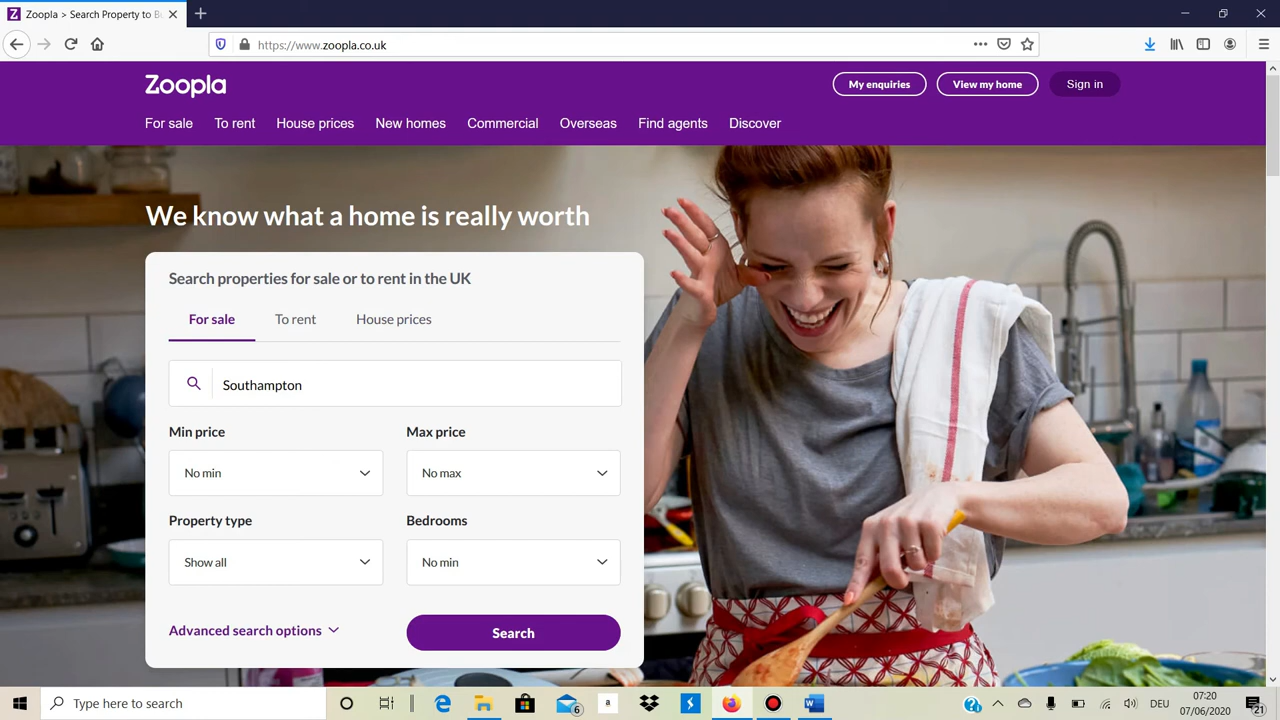 Zoopla > Search Property to B
https://www.zoopla.co.uk
Zoopla
My enquiries
View my home
Sign in
For sale
To rent
House prices
New homes
Commercial
Overseas
Find agents
Discover
We know what a home is really worth
Search properties for sale or to rent in the UK
For sale
To rent
House prices
Southampton
Min price
Max price
No min
No max
Property type
Bedrooms
Show all
No min
Advanced search options
Search
Type here to search
6
a
DEU
07:20
07/06/2020
21